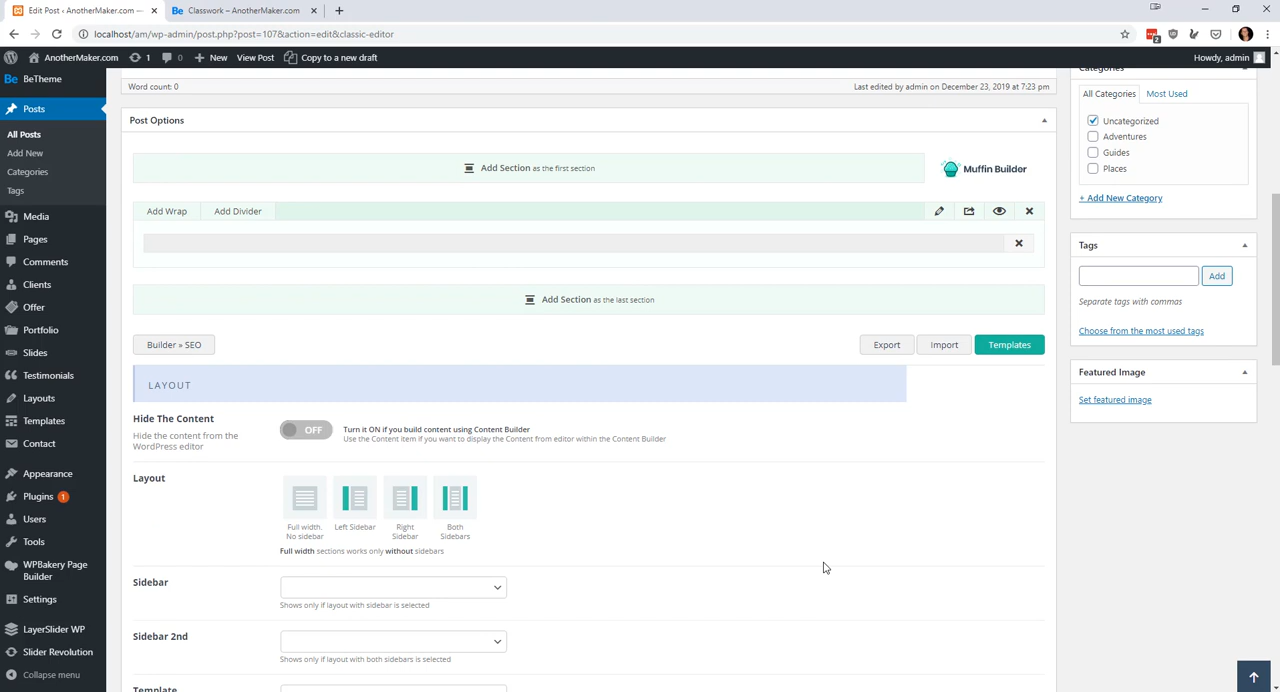 Edit Post ‹ AnotherMaker.com — W
Classwork – AnotherMaker.com
localhost/am/wp-admin/post.php?post=107&action=edit&classic-editor
2
AnotherMaker.com
1
0
New
View Post
Copy to a new draft
Howdy, admin
Be BeTheme
Posts
All Posts
Add New
Categories
Tags
Media
Pages
Comments
Clients
Offer
Portfolio
Slides
Testimonials
Layouts
Templates
Contact
Appearance
Plugins 1
Users
Tools
WPBakery Page
Builder
Settings
LayerSlider WP
Slider Revolution
Collapse menu
Word count: 0
Last edited by admin on December 23, 2019 at 7:23 pm
Post Options
Add Section as the first section
Muffin Builder
Add Wrap
Add Divider
Add Section as the last section
Builder » SEO
Export
Import
Templates
LAYOUT
Hide The Content
Hide the content from the
WordPress editor
OFF
Turn it ON if you build content using Content Builder
Use the Content item if you want to display the Content from editor within the Content Builder
Layout
Full width.
No sidebar
Left Sidebar
Right
Sidebar
Both
Sidebars
Full width sections works only without sidebars
Sidebar
Shows only if layout with sidebar is selected
Sidebar 2nd
Shows only if layout with both sidebars is selected
Template
Categories
All Categories
Most Used
Uncategorized
Adventures
Guides
Places
+ Add New Category
Tags
Add
Separate tags with commas
Choose from the most used tags
Featured Image
Set featured image